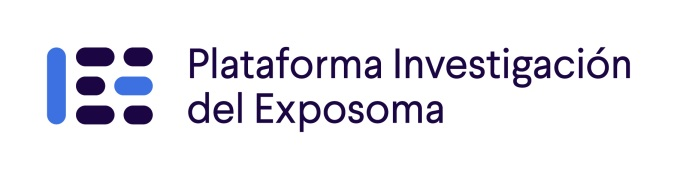 Plataforma Investigación
del Exposoma